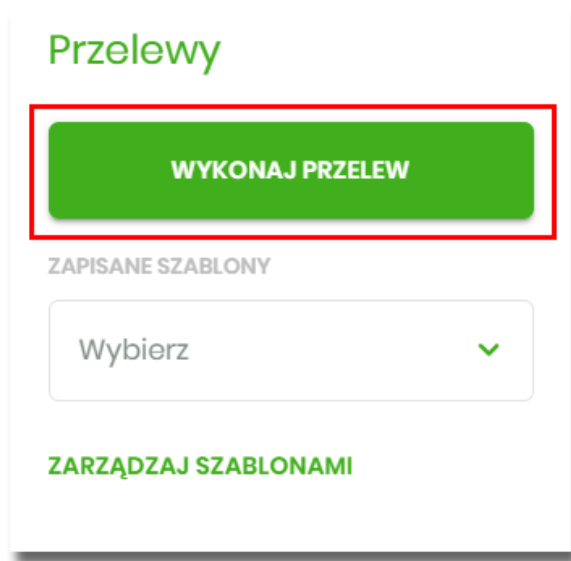 Przelewy
WYKONAJ PRZELEW
ZAPISANE SZABLONY
Wybierz
ZARZĄDZAJ SZABLONAMI